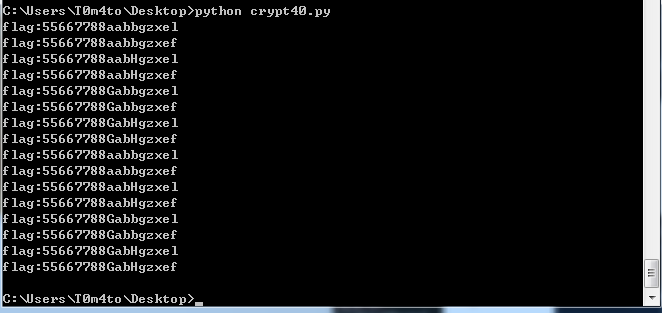 C:\Users\T0m4to\Desktop>python crypt40.py
flag:55667788aabbgzxel
flag:55667788aabbgzxef
flag:55667788aabHgzxel
flag:55667788aabHgzxef
flag:55667788Gabbgzxel
flag:55667788Gabbgzxef
flag:55667788GabHgzxel
flag:55667788GabHgzxef
flag:55667788aabbgzxel
flag:55667788aabbgzxef
flag:55667788aabHgzxel
flag:55667788aabHgzxef
flag:55667788Gabbgzxel
flag:55667788Gabbgzxef
flag:55667788GabHgzxel
flag:55667788GabHgzxef
C:\Users\T0m4to\Desktop>_